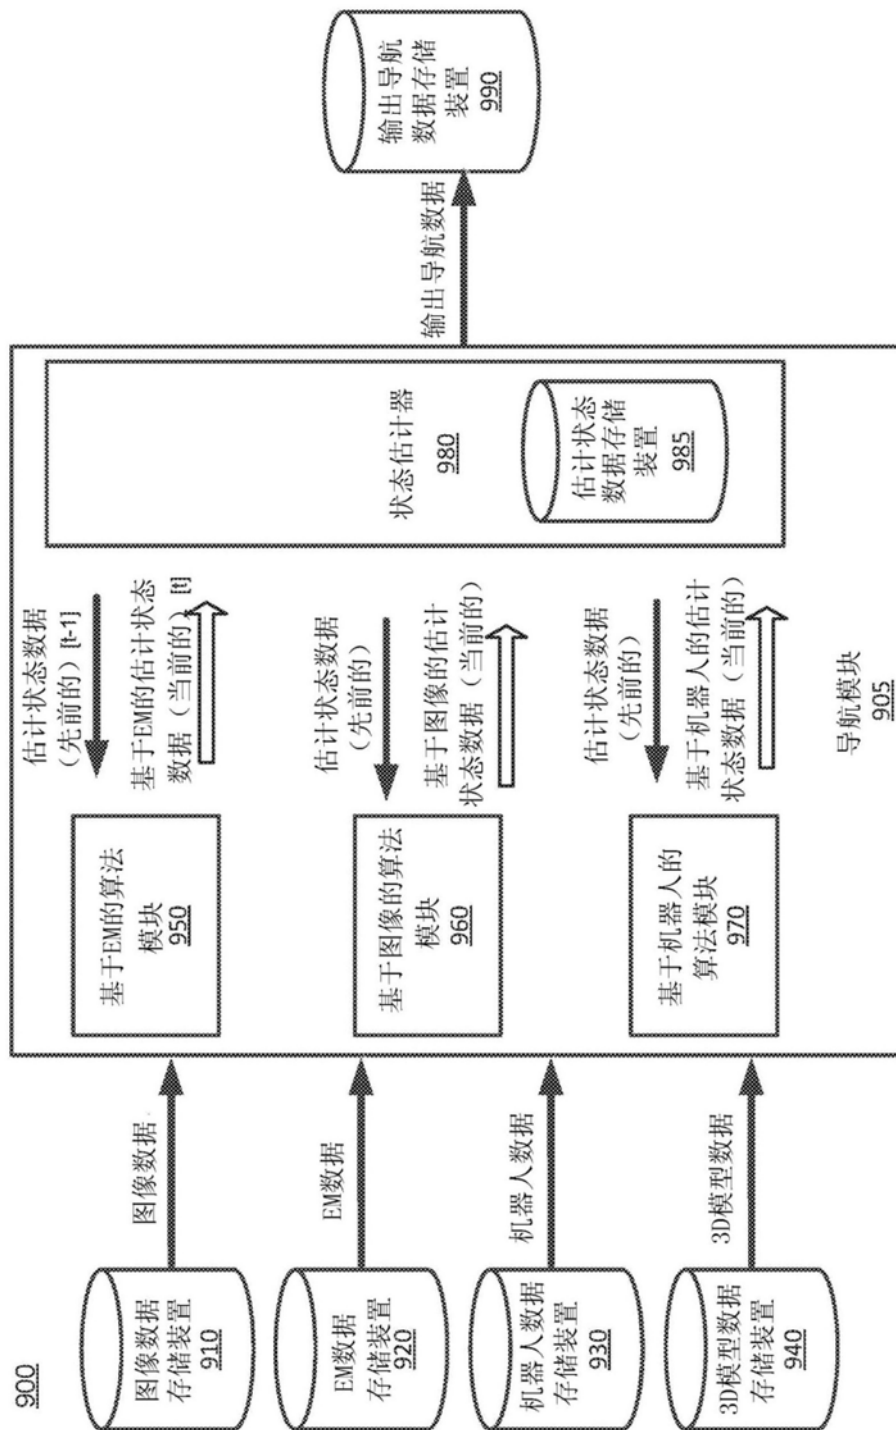 900
图像数据
存储装置
910
图像数据
EM数据
存储装置
920
EM数据
机器人数据
存储装置
930
机器人数据
3D模型数据
存储装置
940
3D模型数据
基于EM的算法
模块
950
基于图像的算法
模块
960
基于机器人的
算法模块
970
估计状态数据
（先前的）[t-1]
基于EM的估计状态
数据（当前的）[t]
估计状态数据
（先前的）
基于图像的估计
状态数据（当前的）
估计状态数据
（先前的）
基于机器人的估计
状态数据（当前的）
导航模块
905
状态估计器
980
估计状态
数据存储
装置
985
输出导航数据
输出导航
数据存储
装置
990